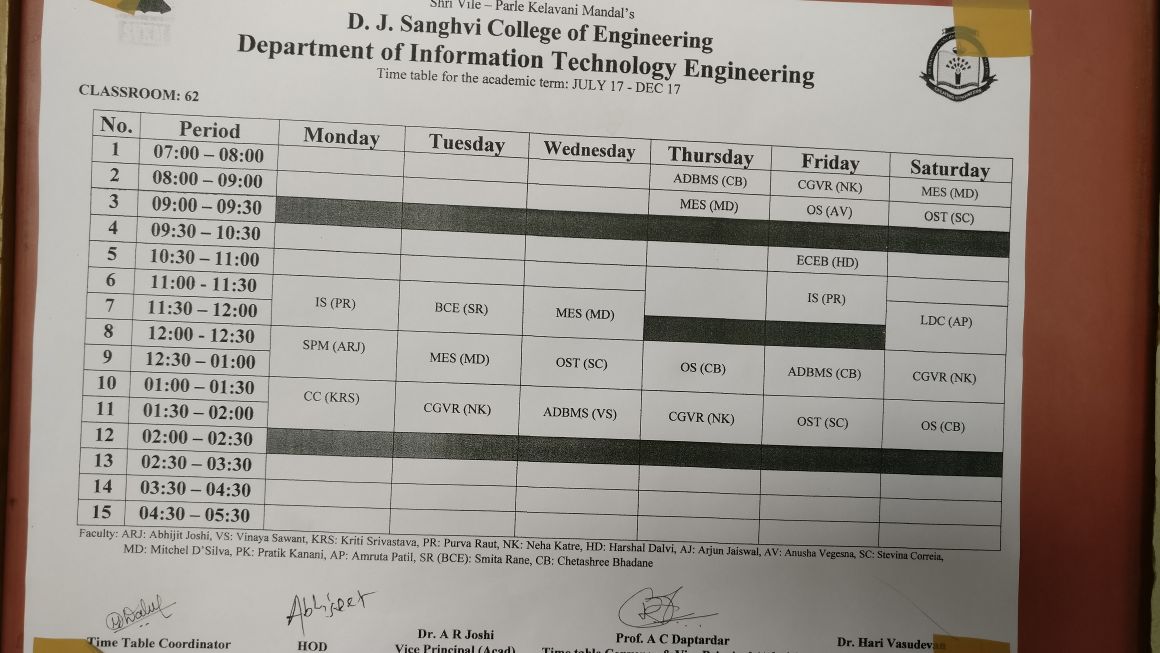 Shri Vile – Parle Kelavani Mandal's
D. J. Sanghvi College of Engineering
Department of Information Technology Engineering
Time table for the academic term: JULY 17 - DEC 17
CLASSROOM: 62
No. Period Monday Tuesday Wednesday Thursday Friday Saturday
1 07:00 – 08:00 ADBMS (CB) CGVR (NK) MES (MD)
2 08:00 – 09:00 MES (MD) OS (AV) OST (SC)
3 09:00 – 09:30
4 09:30 – 10:30 ECEB (HD)
5 10:30 – 11:00 IS (PR)
6 11:00 - 11:30 IS (PR) BCE (SR) MES (MD) LDC (AP)
7 11:30 – 12:00
8 12:00 - 12:30 SPM (ARJ) MES (MD) OST (SC) OS (CB) ADBMS (CB) CGVR (NK)
9 12:30 – 01:00
10 01:00 – 01:30 CC (KRS) CGVR (NK) ADBMS (VS) CGVR (NK) OST (SC) OS (CB)
11 01:30 – 02:00
12 02:00 – 02:30
13 02:30 – 03:30
14 03:30 – 04:30
15 04:30 – 05:30
Faculty: ARJ: Abhijit Joshi, VS: Vinaya Sawant, KRS: Kriti Srivastava, PR: Purva Raut, NK: Neha Katre, HD: Harshal Dalvi, AJ: Arjun Jaiswal, AV: Anusha Vegesna, SC: Stevina Correia,
MD: Mitchel D'Silva, PK: Pratik Kanani, AP: Amruta Patil, SR (BCE): Smita Rane, CB: Chetashree Bhadane
Abhijeet
Time Table Coordinator HOD Dr. A R Joshi Prof. A C Daptardar Dr. Hari Vasudevan
Vice Principal (Acad)